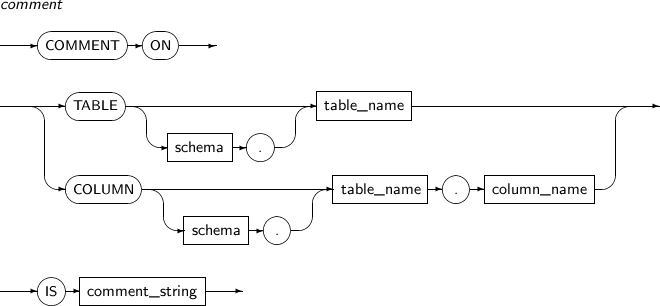 comment
COMMENT ON
TABLE table_name
schema .
COLUMN table_name . column_name
schema .
IS comment_string